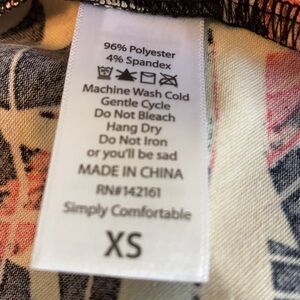 96% Polyester
4% Spandex
Machine Wash Cold
Gentle Cycle
Do Not Bleach
Hang Dry
Do Not Iron
or you'll be sad
MADE IN CHINA
RN#142161
Simply Comfortable
XS